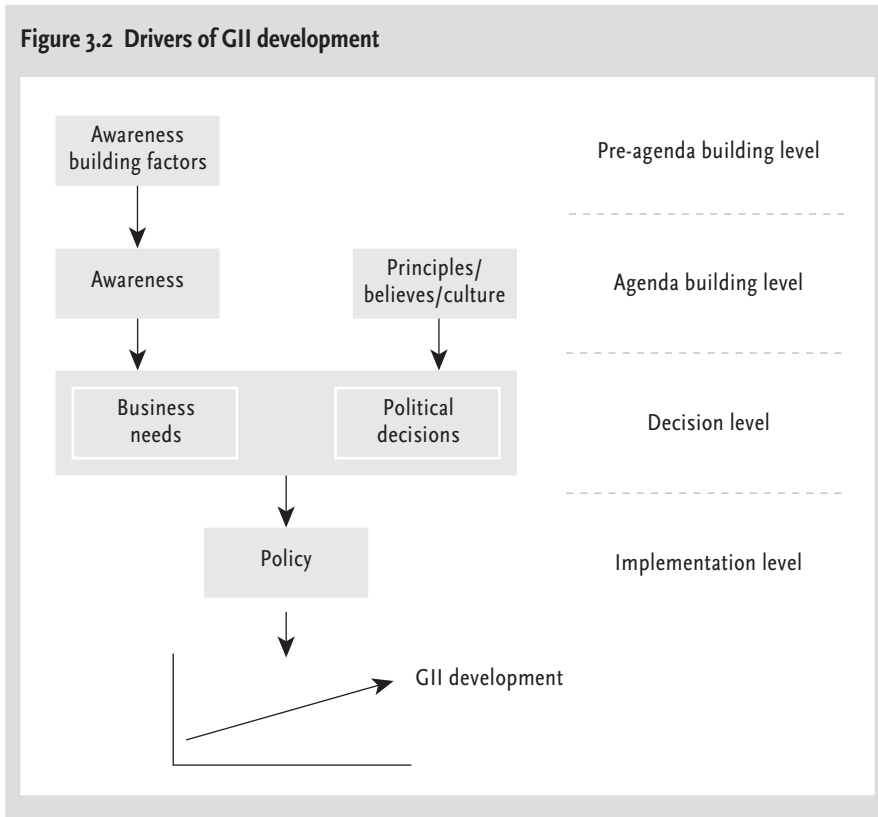 Figure 3.2 Drivers of GII development
Awareness
building factors
Pre-agenda building level
Awareness
Principles/
believes/culture
Agenda building level
Business
needs
Political
decisions
Decision level
Policy
Implementation level
GII development